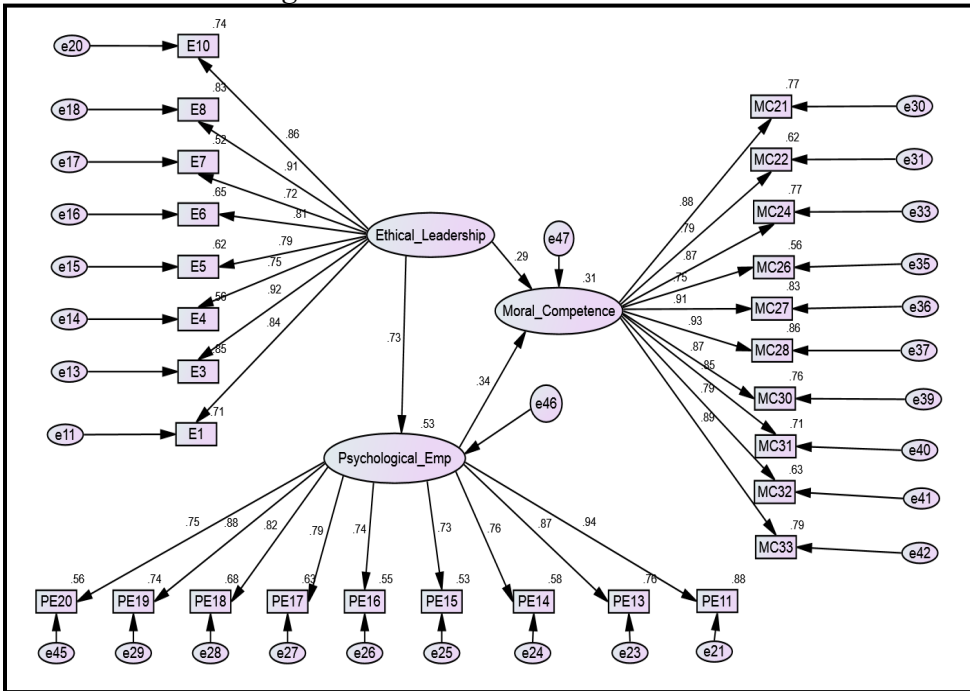 .74
e20
E10
.83
e18
E8
.86
.52
e17
E7
.91
.72
.65
e16
E6
.81
.62
e15
E5
.79
.75
.56
e14
E4
.92
.84
.85
e13
E3
.71
e11
E1
Ethical_Leadership
.29
e47
.31
Moral_Competence
.73
.34
e46
.53
Psychological_Emp
.77
MC21
e30
.62
MC22
e31
.77
MC24
e33
.56
MC26
e35
.83
MC27
e36
.86
MC28
e37
.76
MC30
e39
.71
MC31
e40
.63
MC32
e41
.79
MC33
e42
.88
.79
.87
.75
.91
.93
.87
.85
.79
.89
.75
.88
.82
.79
.74
.73
.76
.87
.94
.56
.74
.68
.63
.55
.53
.58
.76
.88
PE20
PE19
PE18
PE17
PE16
PE15
PE14
PE13
PE11
e45
e29
e28
e27
e26
e25
e24
e23
e21